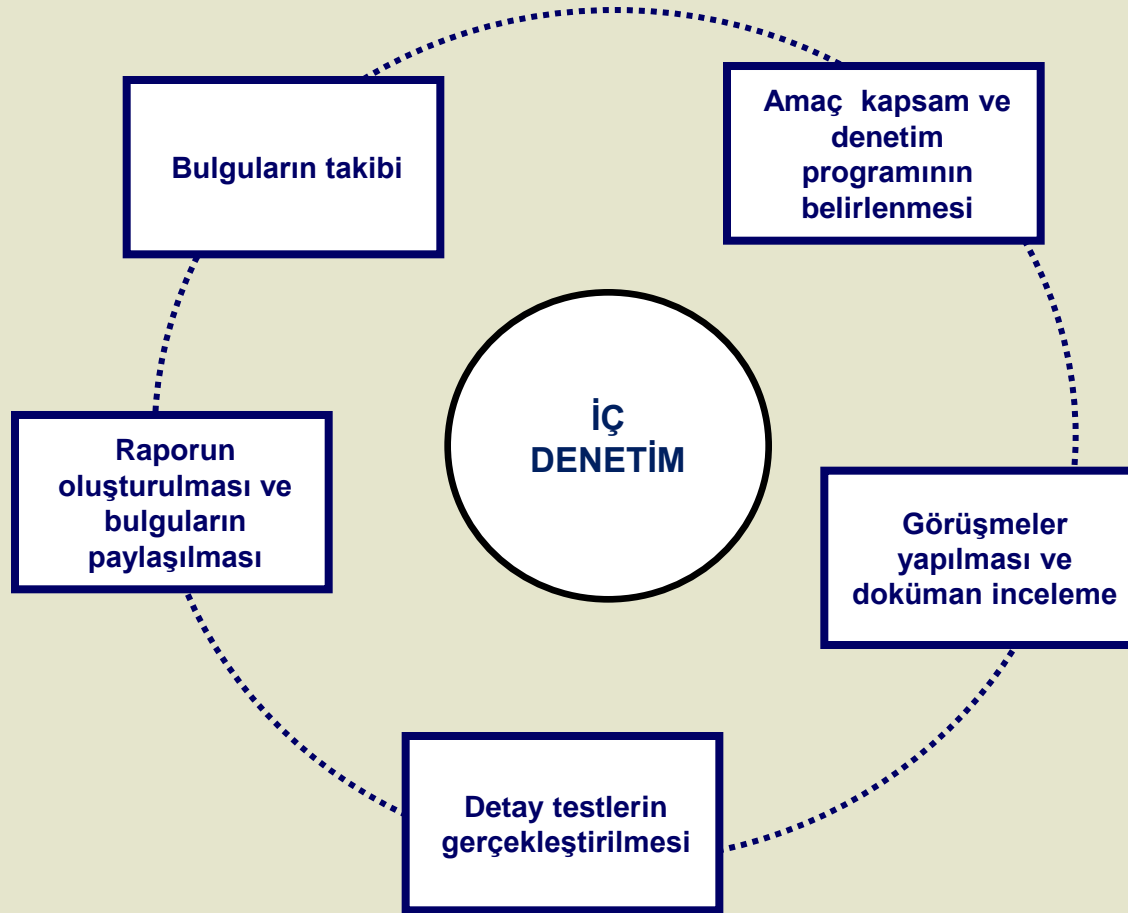 Bulguların takibi
Amaç kapsam ve
denetim
programının
belirlenmesi
İÇ
DENETİM
Raporun
oluşturulması ve
bulguların
paylaşılması
Görüşmeler
yapılması ve
doküman inceleme
Detay testlerin
gerçekleştirilmesi